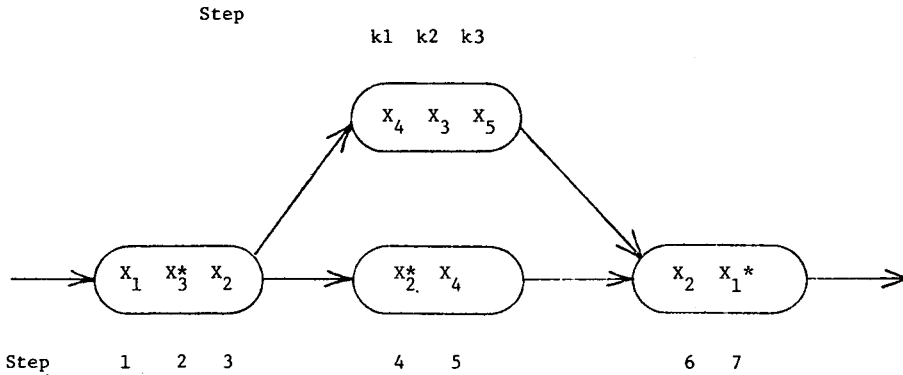 Step
k1 k2 k3
X₄ X₃ X₅
X₁ X₃* X₂
X₂* X₄
X₂ X₁*
Step 1 2 3 4 5 6 7